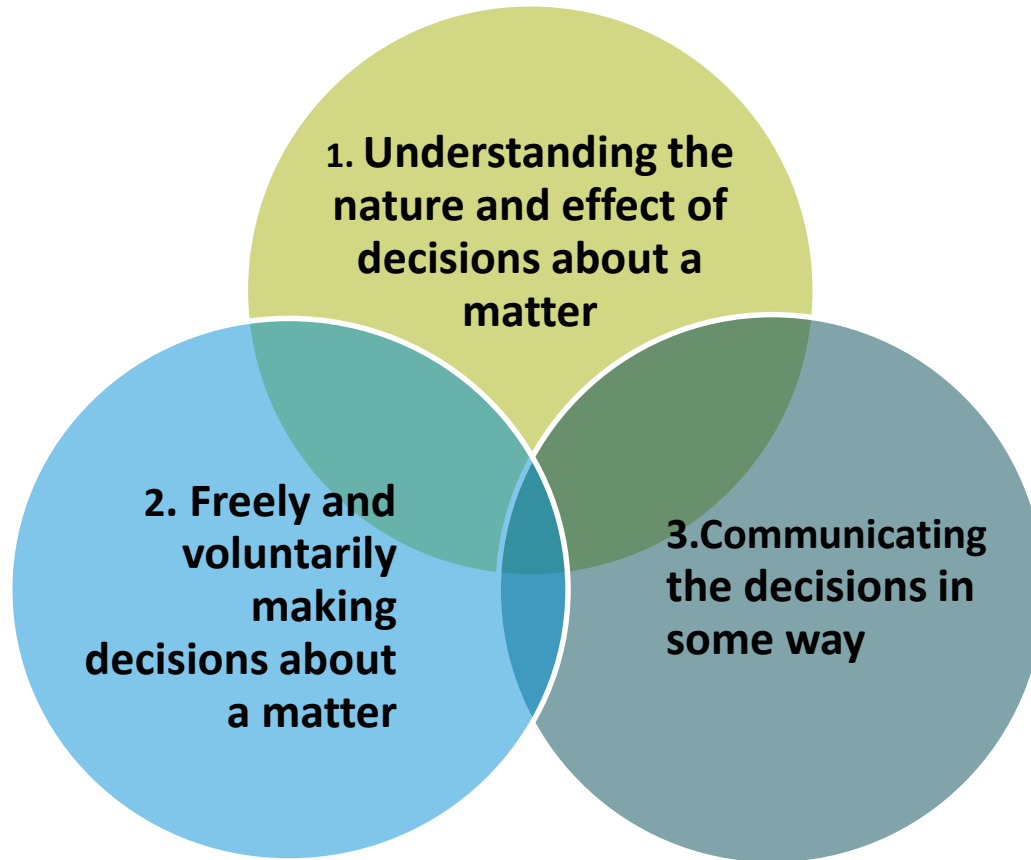 1. Understanding the
nature and effect of
decisions about a
matter
2. Freely and
voluntarily
making
decisions about
a matter
3.Communicating
the decisions in
some way